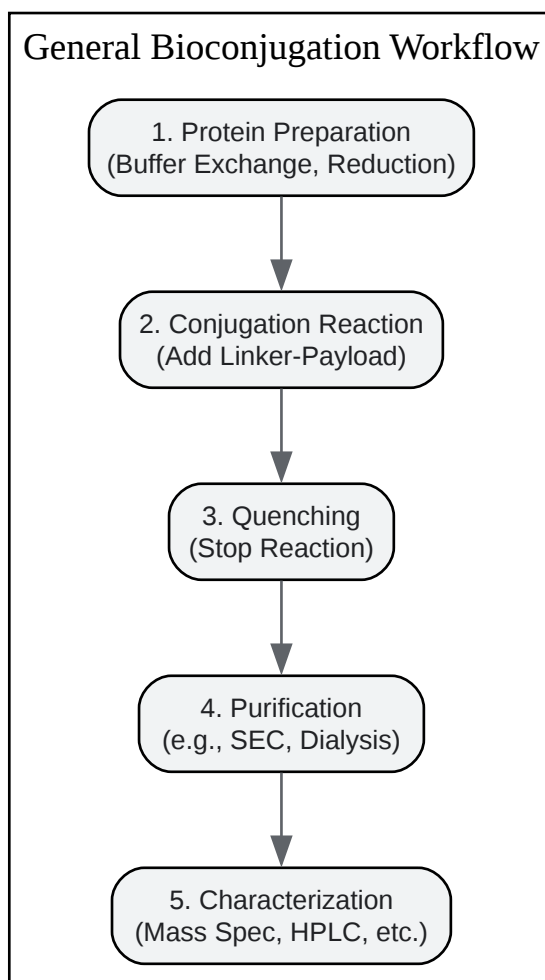 General Bioconjugation Workflow
1. Protein Preparation
(Buffer Exchange, Reduction)
2. Conjugation Reaction
(Add Linker-Payload)
3. Quenching
(Stop Reaction)
4. Purification
(e.g., SEC, Dialysis)
5. Characterization
(Mass Spec, HPLC, etc.)